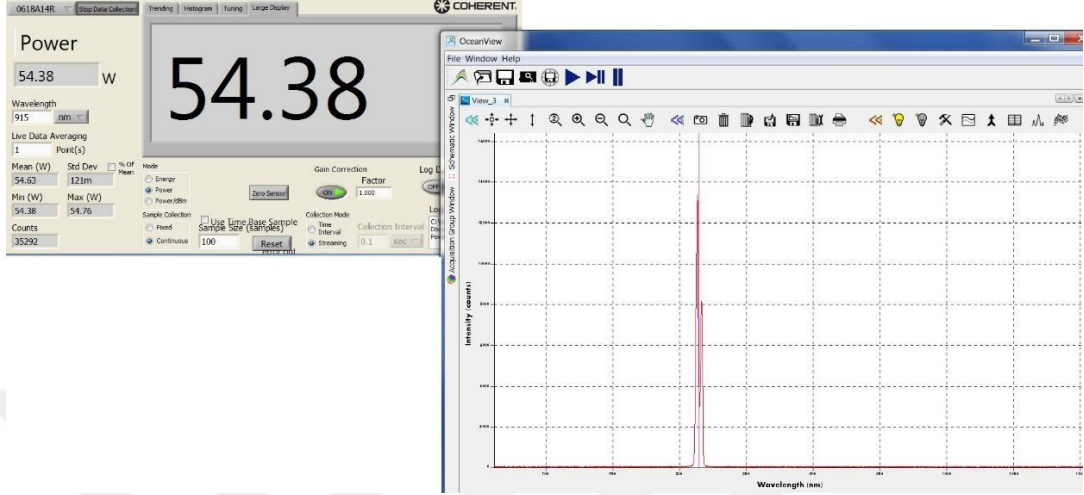 0618A14R
Stop Data Collection
Trending
Histogram
Tuning
Large Display
COHERENT.
Power
54.38 W
54.38
Wavelength
915 nm
Live Data Averaging
1 Point(s)
Mean (W) Std Dev % Of Mean
54.63 121m
Min (W) Max (W)
54.38 54.76
Counts
35292
Mode
Energy
Power
Power/dBm
Sample Collection
Fixed
Continuous
Zero Sensor
Use Time Base Sample
Sample Size (samples)
100
Reset
Gain Correction
ON
Factor
1.000
Collection Mode
Time Interval
Streaming
Collection Interval
0.1 sec
Log D
OFF
Lo
OceanView
File Window Help
View_3
Schematic Window
Acquisition Group Window
Intensity (counts)
Wavelength (nm)